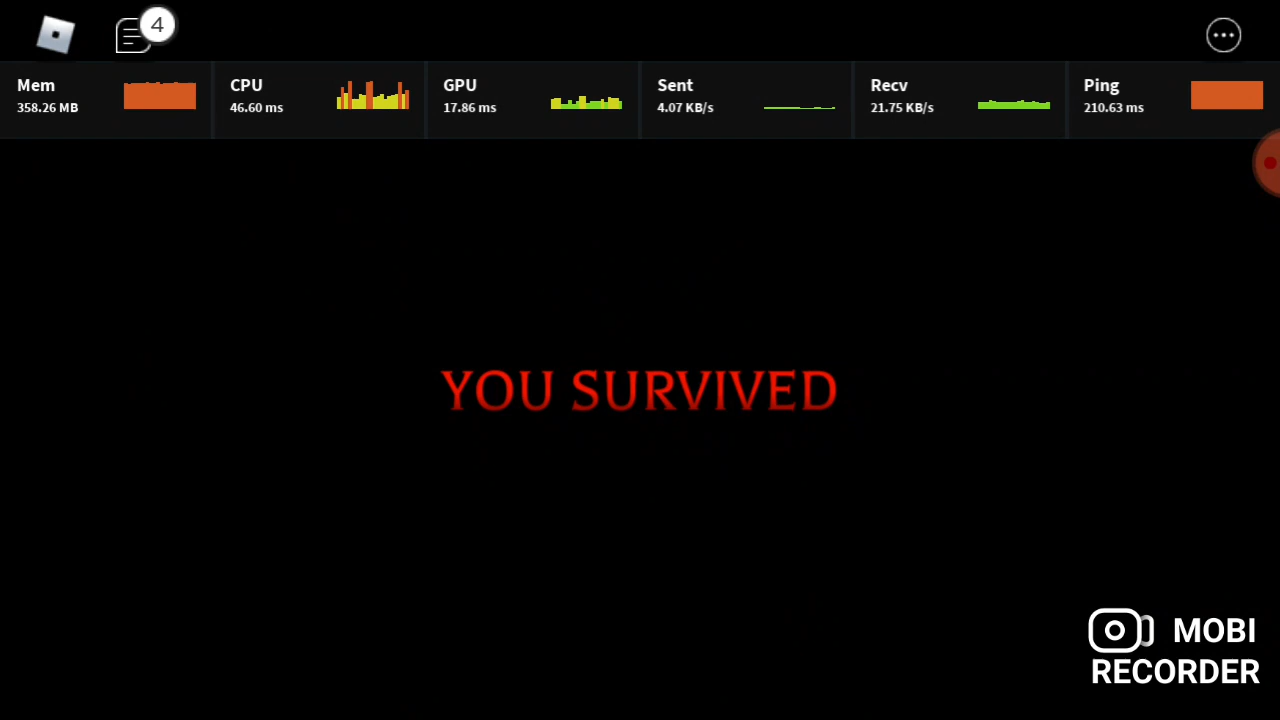 4
Mem CPU GPU Sent Recv Ping
358.26 MB 46.60 ms 17.86 ms 4.07 KB/s 21.75 KB/s 210.63 ms
YOU SURVIVED
MOBI
RECORDER